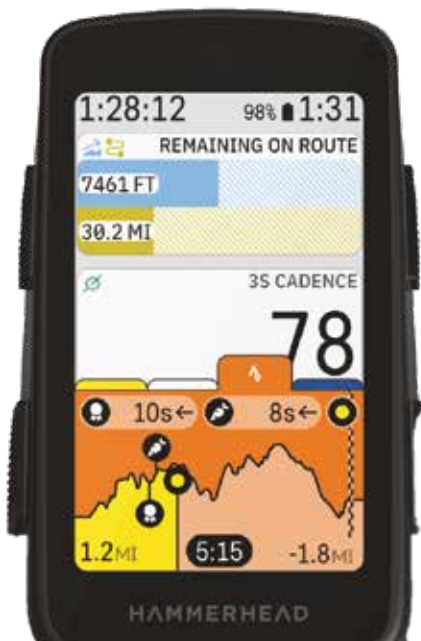 1:28:12 98% 1:31
REMAINING ON ROUTE
7461 FT
30.2 MI
3S CADENCE
78
10s← 8s←
1.2MI 5:15 -1.8MI
HAMMERHEAD